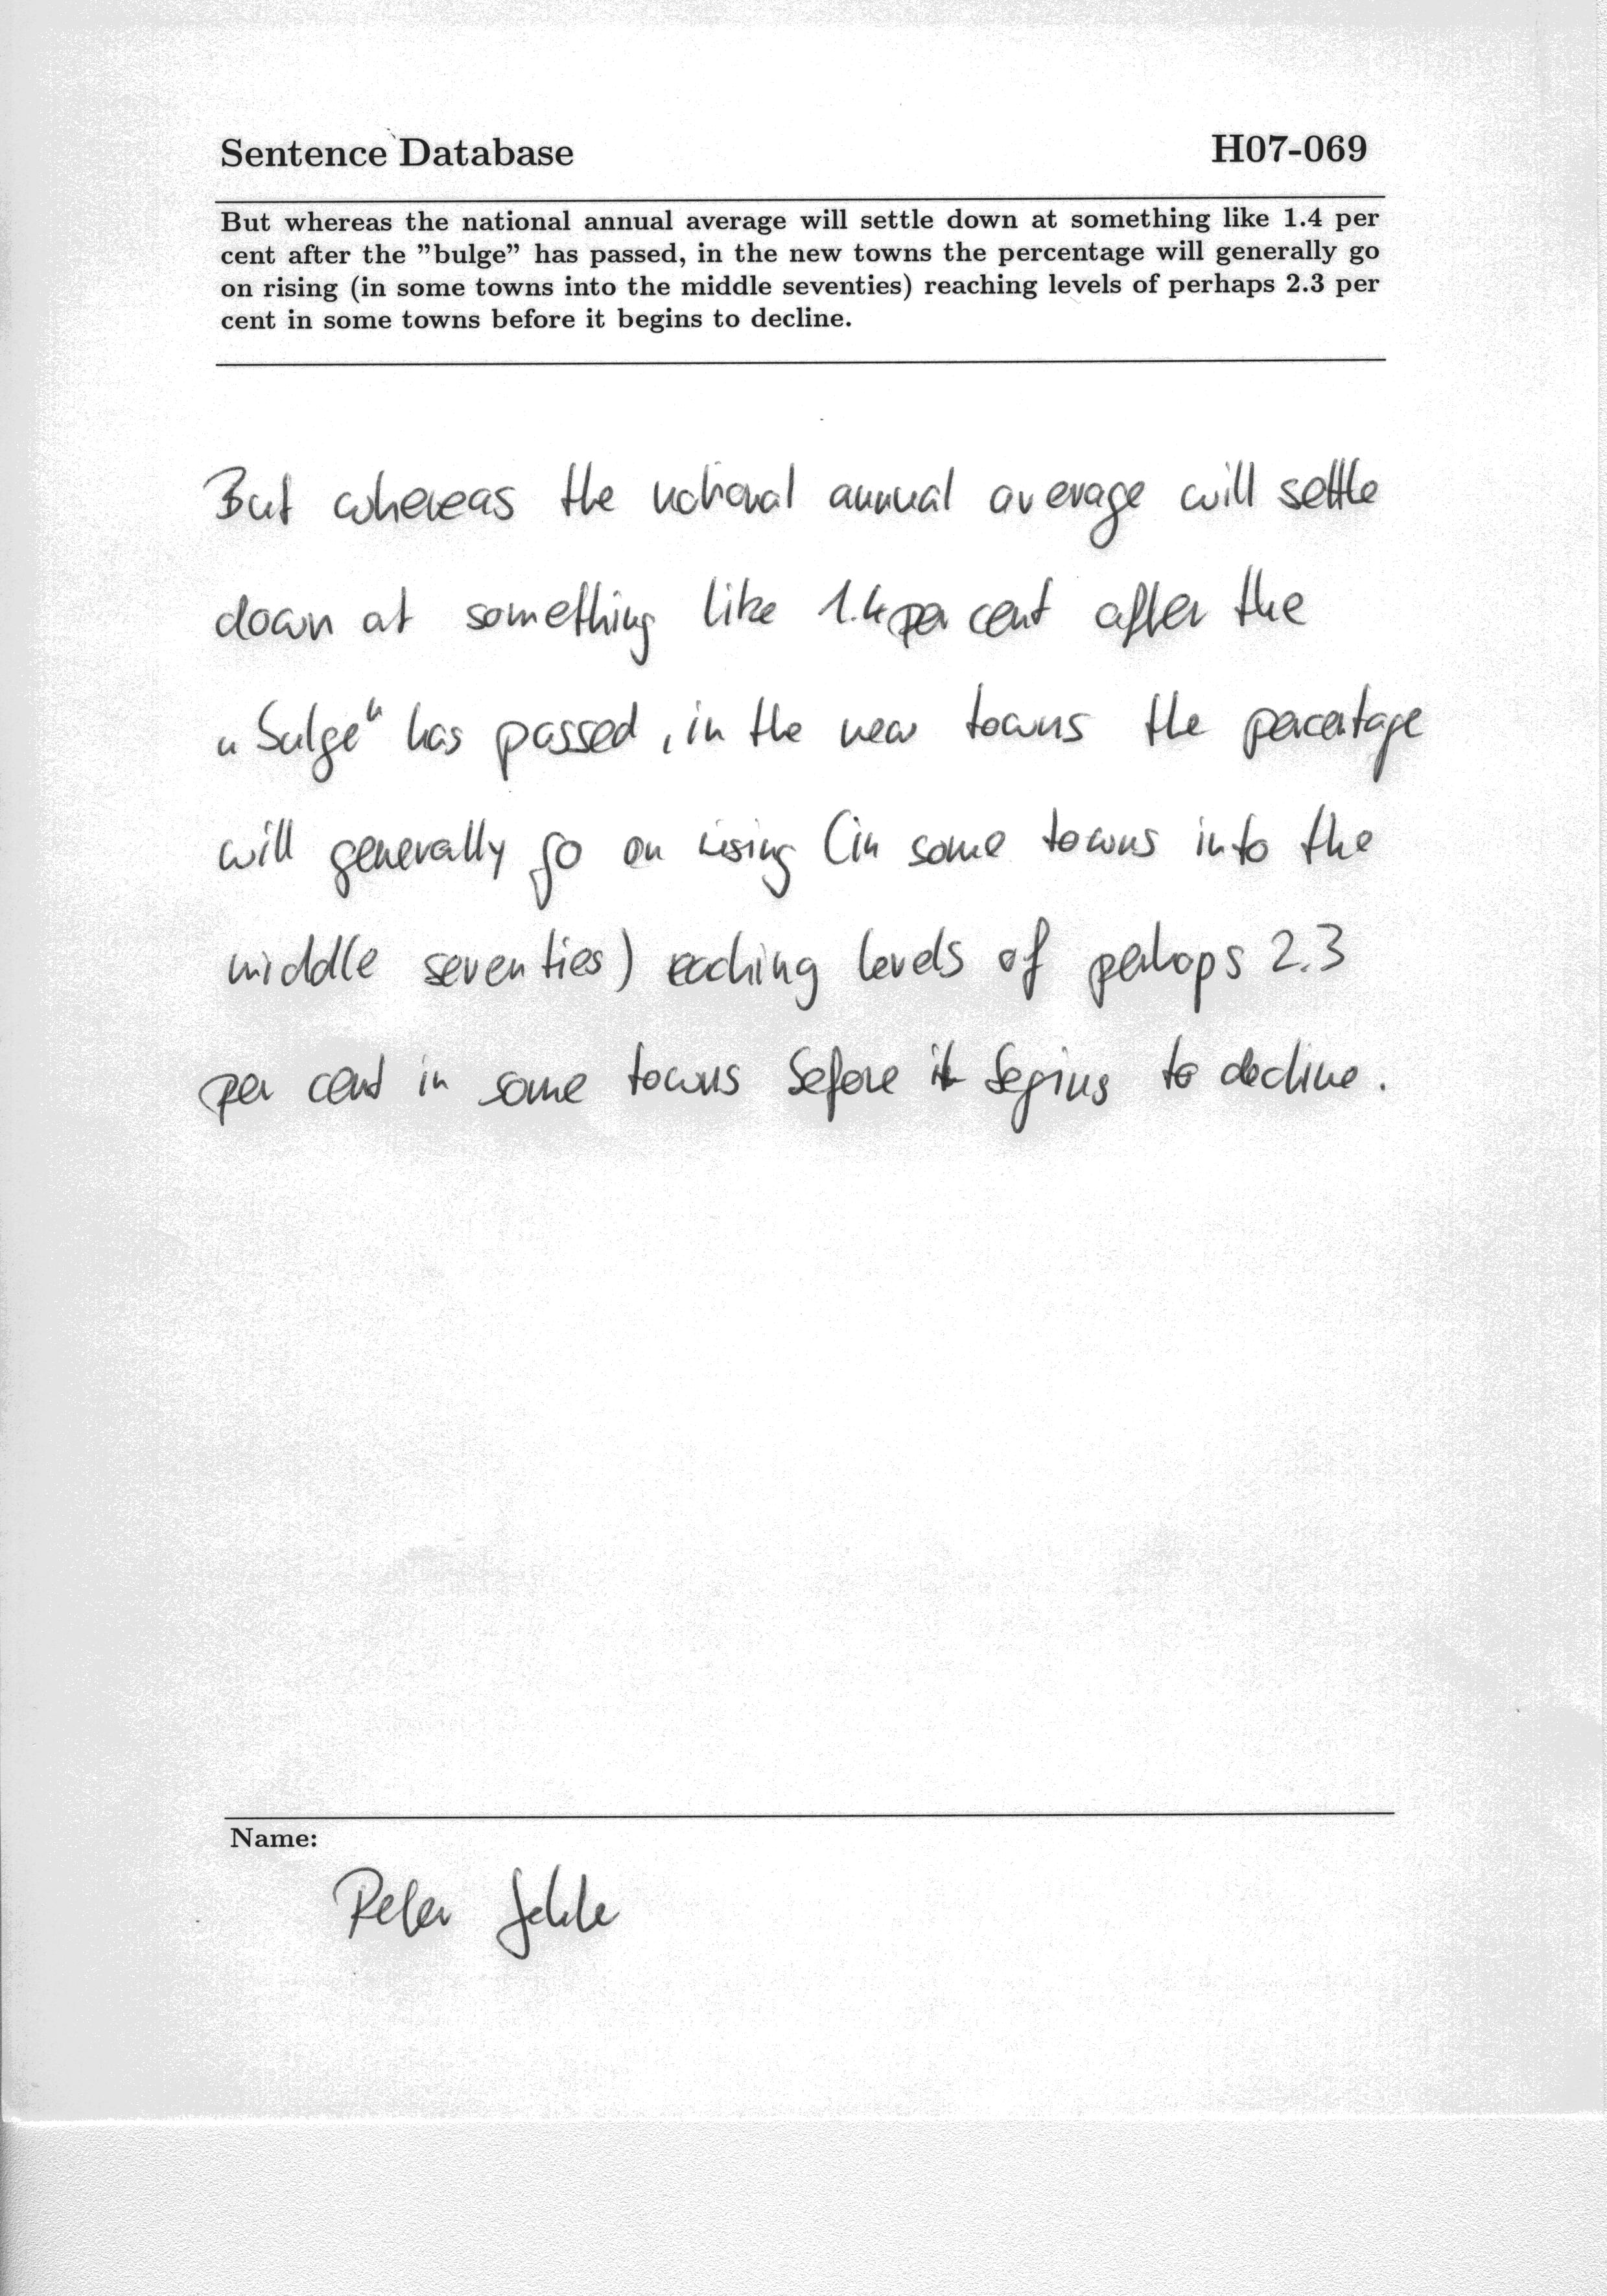 Sentence Database H07-069
But whereas the national annual average will settle down at something like 1.4 per
cent after the ”bulge” has passed, in the new towns the percentage will generally go
on rising (in some towns into the middle seventies) reaching levels of perhaps 2.3 per
cent in some towns before it begins to decline.
But whereas the national annual average will settle
down at something like 1.4 per cent after the
„bulge“ has passed, in the new towns the percentage
will generally go on rising (in some towns into the
middle seventies) reaching levels of perhaps 2.3
per cent in some towns before it begins to decline.
Name:
Peter